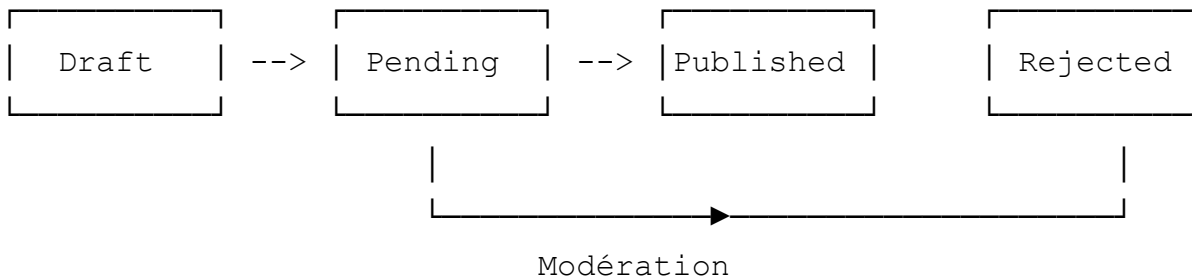 Draft --> Pending --> Published Rejected
Modération